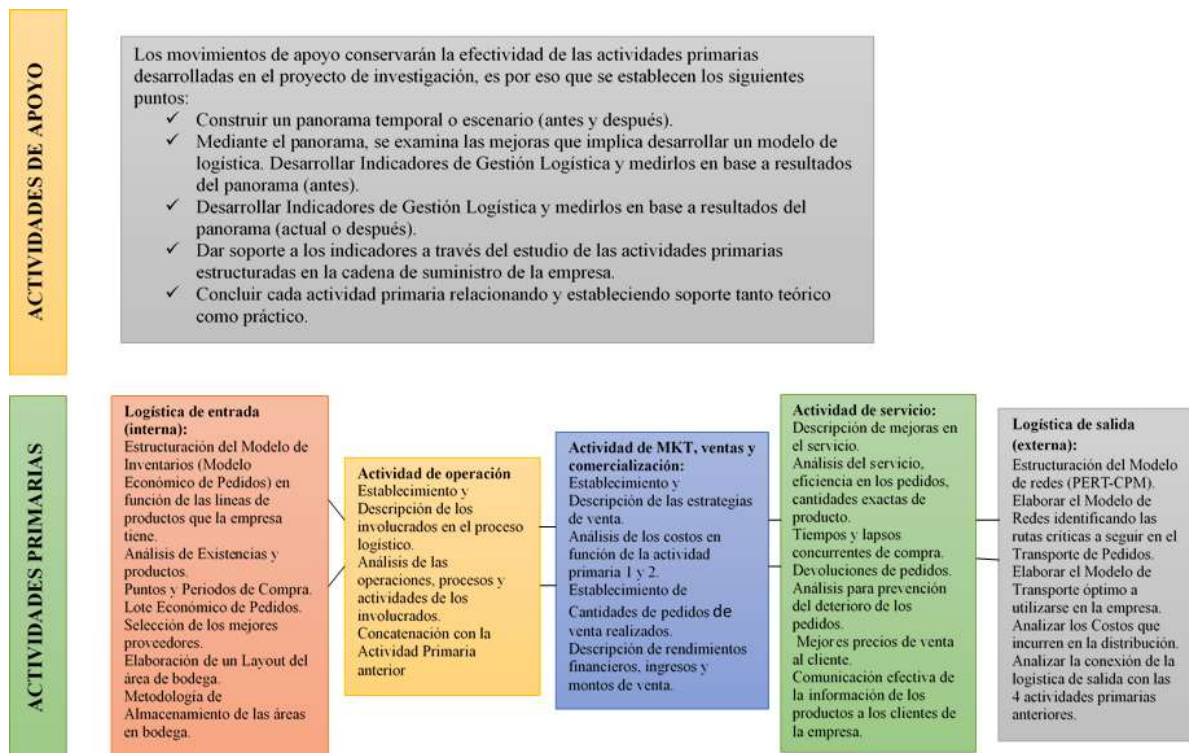 ACTIVIDADES DE APOYO
Los movimientos de apoyo conservarán la efectividad de las actividades primarias
desarrolladas en el proyecto de investigación, es por eso que se establecen los siguientes
puntos:
✓ Construir un panorama temporal o escenario (antes y después).
✓ Mediante el panorama, se examina las mejoras que implica desarrollar un modelo de
logística. Desarrollar Indicadores de Gestión Logística y medirlos en base a resultados
del panorama (antes).
✓ Desarrollar Indicadores de Gestión Logística y medirlos en base a resultados del
panorama (actual o después).
✓ Dar soporte a los indicadores a través del estudio de las actividades primarias
estructuradas en la cadena de suministro de la empresa.
✓ Concluir cada actividad primaria relacionando y estableciendo soporte tanto teórico
como práctico.
ACTIVIDADES PRIMARIAS
Logística de entrada
(interna):
Estructuración del Modelo de
Inventarios (Modelo
Económico de Pedidos) en
función de las líneas de
productos que la empresa
tiene.
Análisis de Existencias y
productos.
Puntos y Periodos de Compra.
Lote Económico de Pedidos.
Selección de los mejores
proveedores.
Elaboración de un Layout del
área de bodega.
Metodología de
Almacenamiento de las áreas
en bodega.
Actividad de operación
Establecimiento y
Descripción de los
involucrados en el proceso
logístico.
Análisis de las
operaciones, procesos y
actividades de los
involucrados.
Concatenación con la
Actividad Primaria
anterior
Actividad de MKT, ventas y
comercialización:
Establecimiento y
Descripción de las estrategias
de venta.
Análisis de los costos en
función de la actividad
primaria 1 y 2.
Establecimiento de
Cantidades de pedidos de
venta realizados.
Descripción de rendimientos
financieros, ingresos y
montos de venta.
Actividad de servicio:
Descripción de mejoras en
el servicio.
Análisis del servicio,
eficiencia en los pedidos,
cantidades exactas de
producto.
Tiempos y lapsos
concurrentes de compra.
Devoluciones de pedidos.
Análisis para prevención
del deterioro de los
pedidos.
Mejores precios de venta
al cliente.
Comunicación efectiva de
la información de los
productos a los clientes de
la empresa.
Logística de salida
(externa):
Estructuración del Modelo
de redes (PERT-CPM).
Elaborar el Modelo de
Redes identificando las
rutas criticas a seguir en el
Transporte de Pedidos.
Elaborar el Modelo de
Transporte óptimo a
utilizarse en la empresa.
Analizar los Costos que
incurren en la distribución.
Analizar la conexión de la
logística de salida con las
4 actividades primarias
anteriores.